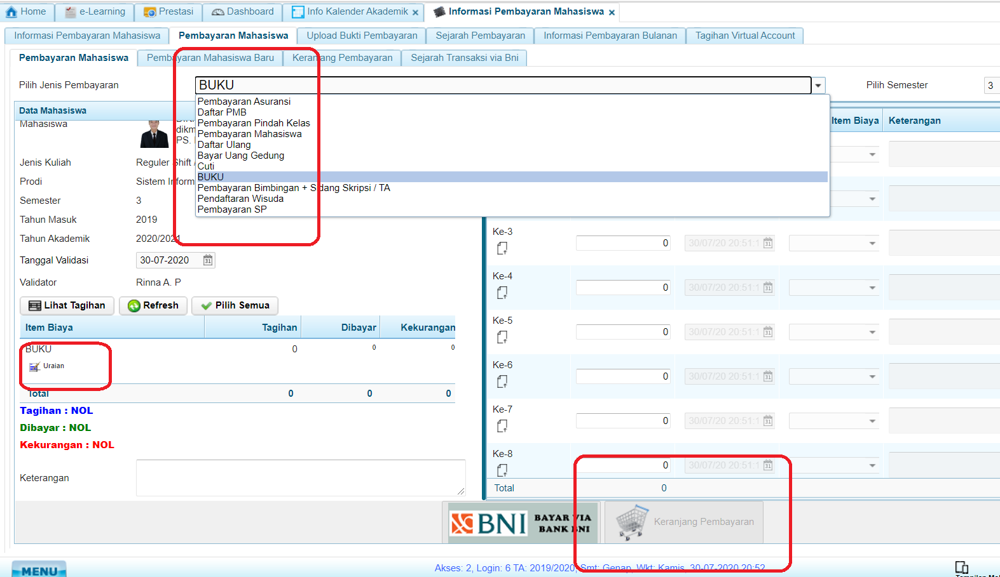 Home e-Learning Prestasi Dashboard Info Kalender Akademik Informasi Pembayaran Mahasiswa
Informasi Pembayaran Mahasiswa Pembayaran Mahasiswa Upload Bukti Pembayaran Sejarah Pembayaran Informasi Pembayaran Bulanan Tagihan Virtual Account
Pembayaran Mahasiswa Pembayaran Mahasiswa Baru Keranjang Pembayaran Sejarah Transaksi via Bni
Pilih Jenis Pembayaran BUKU Pilih Semester 3
Pembayaran Asuransi
Daftar PMB
Pembayaran Pindah Kelas
Pembayaran Mahasiswa
Daftar Ulang
Bayar Uang Gedung
Cuti
BUKU
Pembayaran Bimbingan + Sidang Skripsi / TA
Pendaftaran Wisuda
Pembayaran SP
Data Mahasiswa
Mahasiswa
dikm
PS.
Jenis Kuliah Reguler Shift /
Prodi Sistem Inform
Semester 3
Tahun Masuk 2019
Tahun Akademik 2020/2021
Tanggal Validasi 30-07-2020
Validator Rinna A. P
Lihat Tagihan Refresh Pilih Semua
Item Biaya Tagihan Dibayar Kekurangan
BUKU 0 0 0
Uraian
Total 0 0 0
Tagihan : NOL
Dibayar : NOL
Kekurangan : NOL
Keterangan
Item Biaya Keterangan
Ke-3 0 30/07/20 20:51:1
Ke-4 0 30/07/20 20:51:1
Ke-5 0 30/07/20 20:51:1
Ke-6 0 30/07/20 20:51:1
Ke-7 0 30/07/20 20:51:1
Ke-8 0 30/07/20 20:51:1
Total 0
BNI BAYAR VIA
BANK BNI
Keranjang Pembayaran
MENU
Akses: 2, Login: 6 TA: 2019/2020, Smt: Genap, Wkt: Kamis, 30-07-2020 20:52